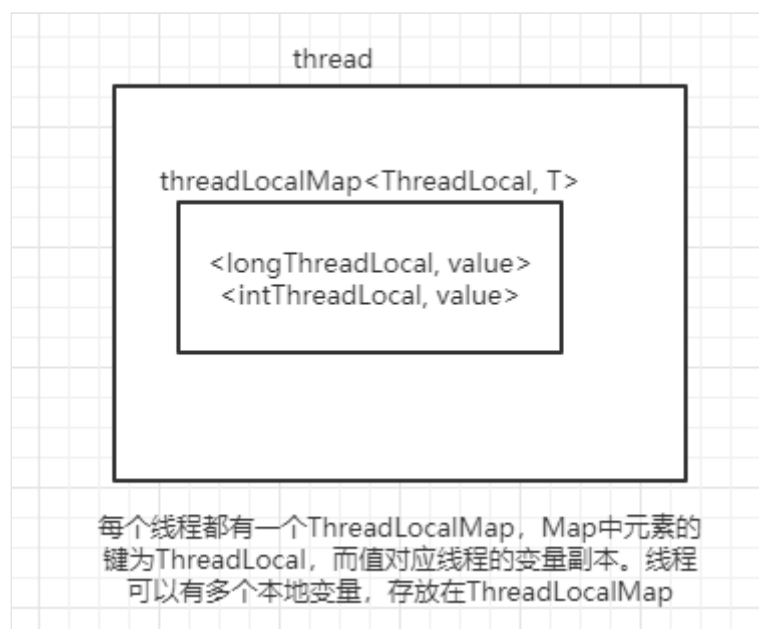 thread
threadLocalMap<ThreadLocal, T>
<longThreadLocal, value>
<intThreadLocal, value>
每个线程都有一个ThreadLocalMap，Map中元素的
键为ThreadLocal，而值对应线程的变量副本。线程
可以有多个本地变量，存放在ThreadLocalMap